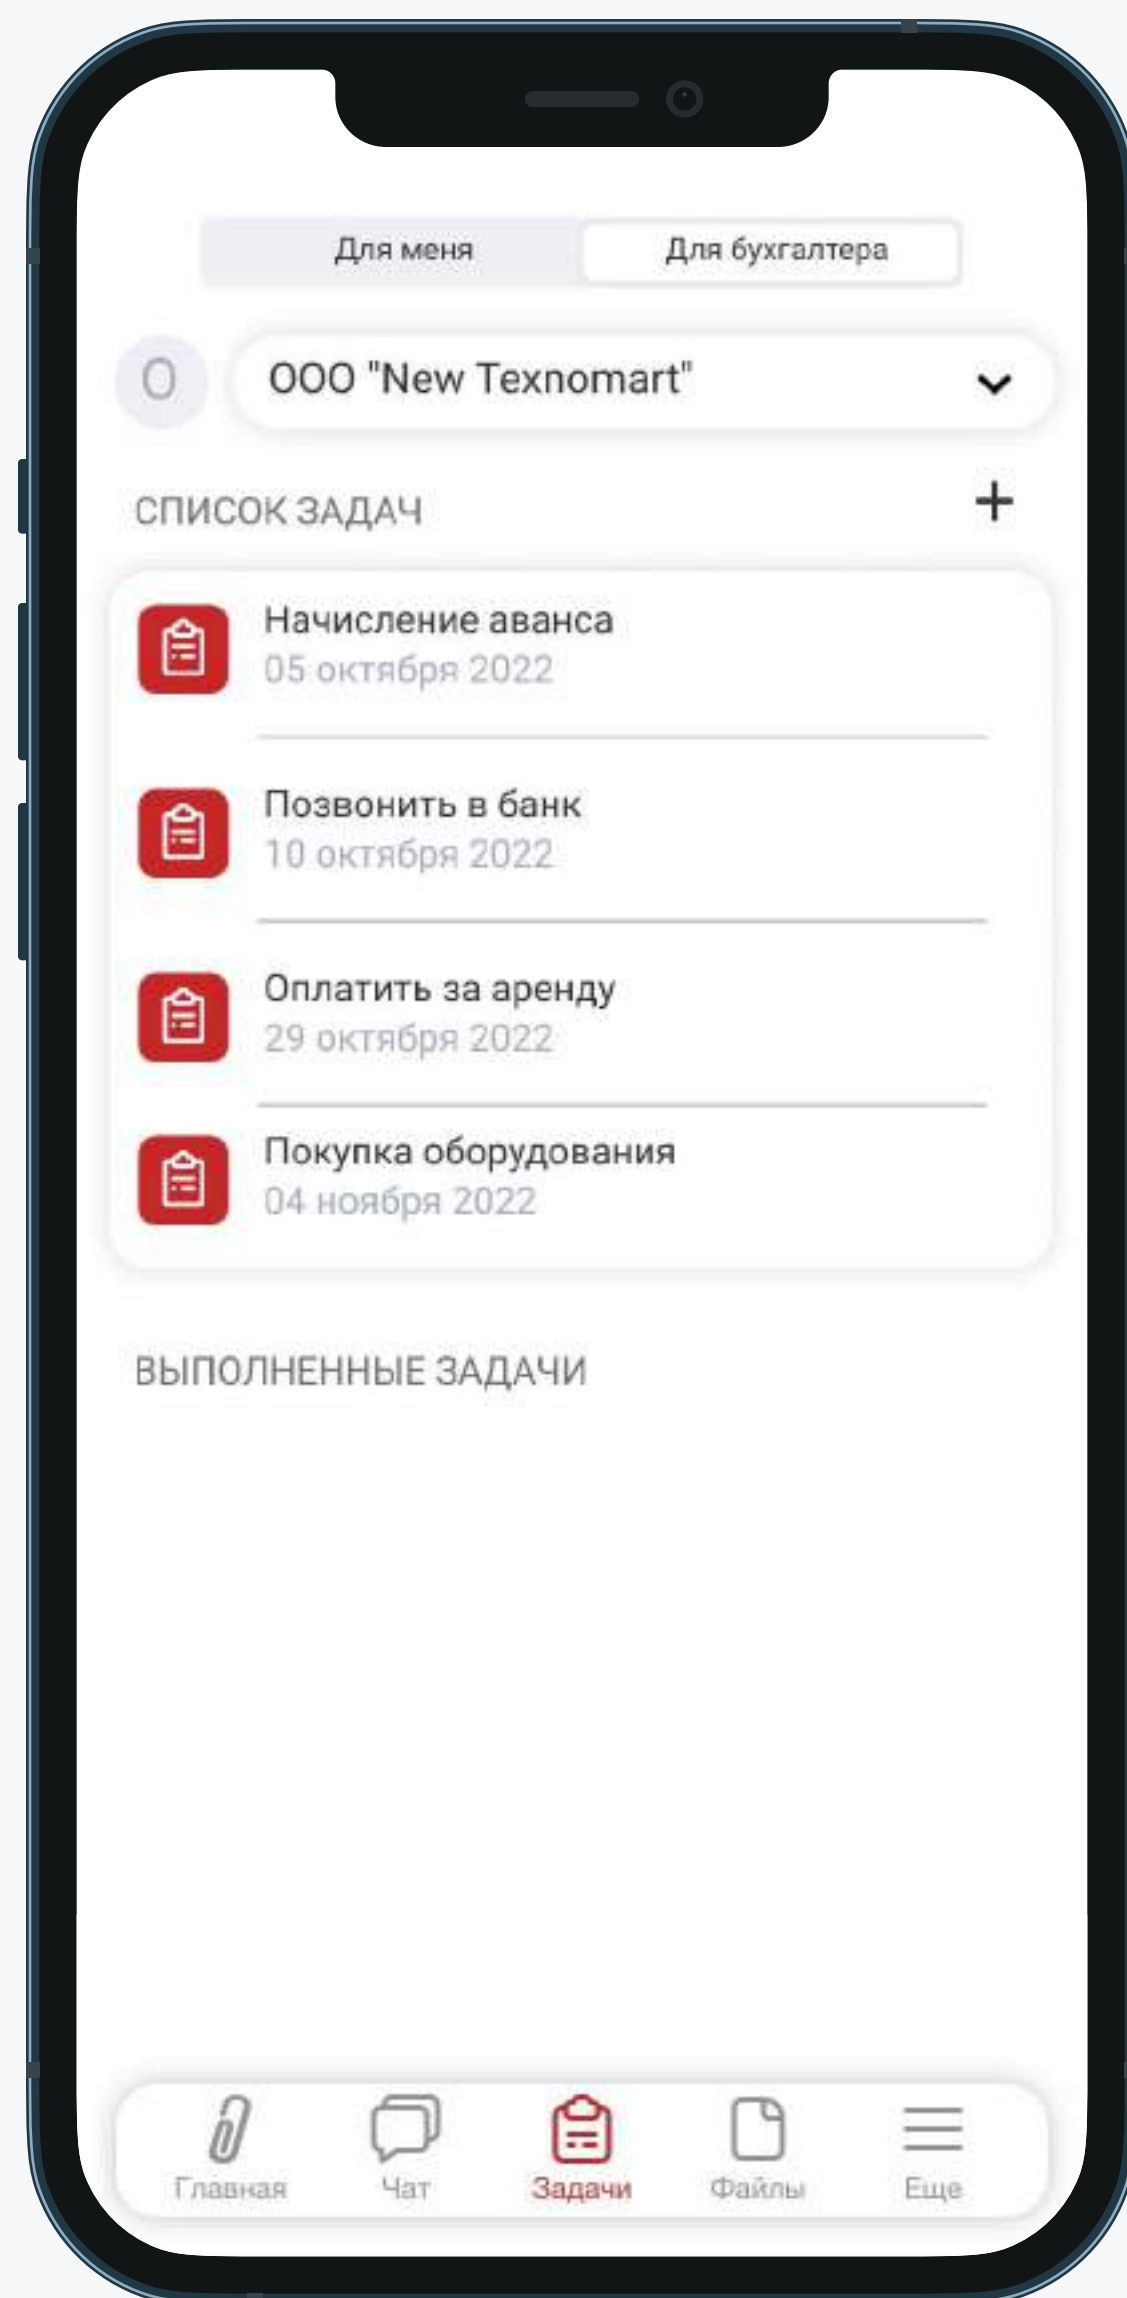 Для меня
Для бухгалтера
О
ООО "New Texnomart"
СПИСОК ЗАДАЧ
Начисление аванса
05 октября 2022
Позвонить в банк
10 октября 2022
Оплатить за аренду
29 октября 2022
Покупка оборудования
04 ноября 2022
ВЫПОЛНЕННЫЕ ЗАДАЧИ
Главная
Чат
Задачи
Файлы
Еще